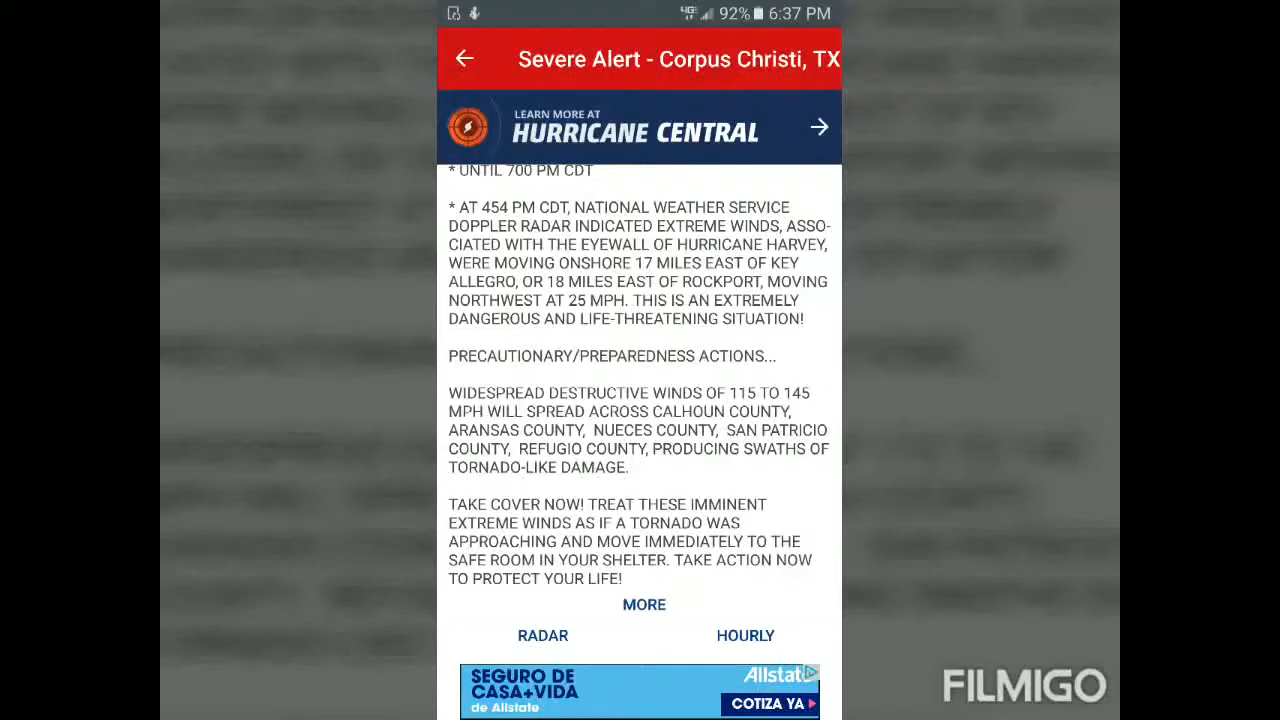 4G 92% 6:37 PM
Severe Alert - Corpus Christi, TX
LEARN MORE AT
HURRICANE CENTRAL
* UNTIL 700 PM CDT
* AT 454 PM CDT, NATIONAL WEATHER SERVICE
DOPPLER RADAR INDICATED EXTREME WINDS, ASSO-
CIATED WITH THE EYEWALL OF HURRICANE HARVEY,
WERE MOVING ONSHORE 17 MILES EAST OF KEY
ALLEGRO, OR 18 MILES EAST OF ROCKPORT, MOVING
NORTHWEST AT 25 MPH. THIS IS AN EXTREMELY
DANGEROUS AND LIFE-THREATENING SITUATION!
PRECAUTIONARY/PREPAREDNESS ACTIONS...
WIDESPREAD DESTRUCTIVE WINDS OF 115 TO 145
MPH WILL SPREAD ACROSS CALHOUN COUNTY,
ARANSAS COUNTY, NUECES COUNTY, SAN PATRICIO
COUNTY, REFUGIO COUNTY, PRODUCING SWATHS OF
TORNADO-LIKE DAMAGE.
TAKE COVER NOW! TREAT THESE IMMINENT
EXTREME WINDS AS IF A TORNADO WAS
APPROACHING AND MOVE IMMEDIATELY TO THE
SAFE ROOM IN YOUR SHELTER. TAKE ACTION NOW
TO PROTECT YOUR LIFE!
MORE
RADAR HOURLY
SEGURO DE
CASA+VIDA
de Allstate
Allstate
COTIZA YA
FILMIGO